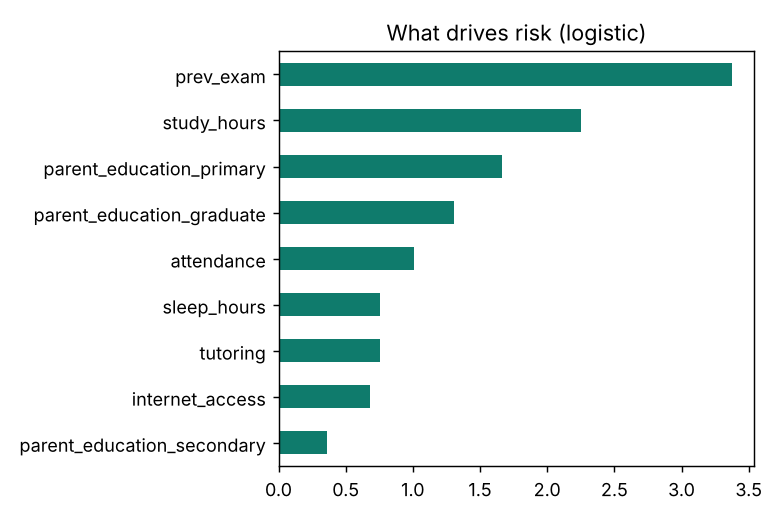 What drives risk (logistic)
prev_exam
study_hours
parent_education_primary
parent_education_graduate
attendance
sleep_hours
tutoring
internet_access
parent_education_secondary
0.0 0.5 1.0 1.5 2.0 2.5 3.0 3.5